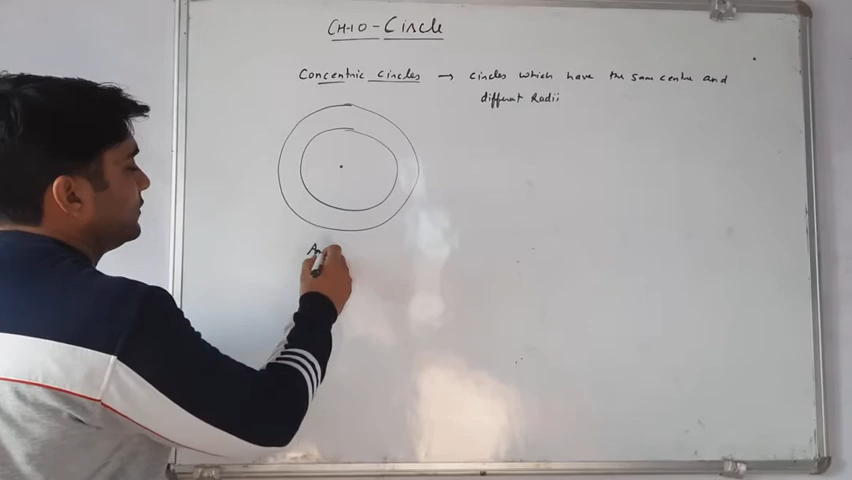 CH-10 - Circle
Concentric circles → circles which have the same centre and
different Radii